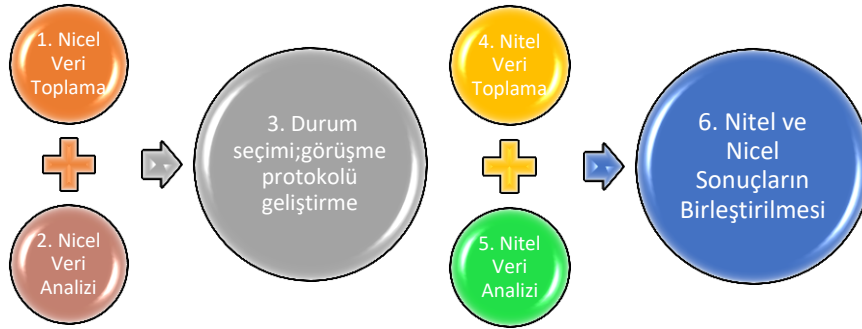 1. Nicel
Veri
Toplama
2. Nicel
Veri
Analizi
3. Durum
seçimi;görüşme
protokolü
geliştirme
4. Nitel
Veri
Toplama
5. Nitel
Veri
Analizi
6. Nitel ve
Nicel
Sonuçların
Birleştirilmesi